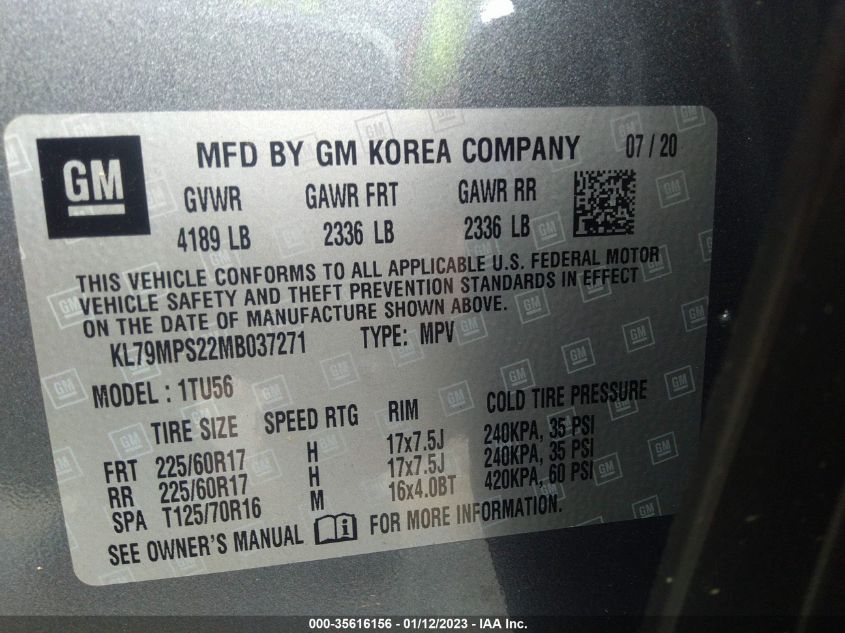 GM
MFD BY GM KOREA COMPANY 07 / 20
GVWR GAWR FRT GAWR RR
4189 LB 2336 LB 2336 LB
THIS VEHICLE CONFORMS TO ALL APPLICABLE U.S. FEDERAL MOTOR
VEHICLE SAFETY AND THEFT PREVENTION STANDARDS IN EFFECT
ON THE DATE OF MANUFACTURE SHOWN ABOVE.
KL79MPS22MB037271 TYPE: MPV
MODEL : 1TU56
TIRE SIZE SPEED RTG RIM COLD TIRE PRESSURE
FRT 225/60R17 H 17x7.5J 240KPA, 35 PSI
RR 225/60R17 H 17x7.5J 240KPA, 35 PSI
SPA T125/70R16 M 16x4.0BT 420KPA, 60 PSI
SEE OWNER'S MANUAL FOR MORE INFORMATION.
000-35616156 - 01/12/2023 - IAA Inc.